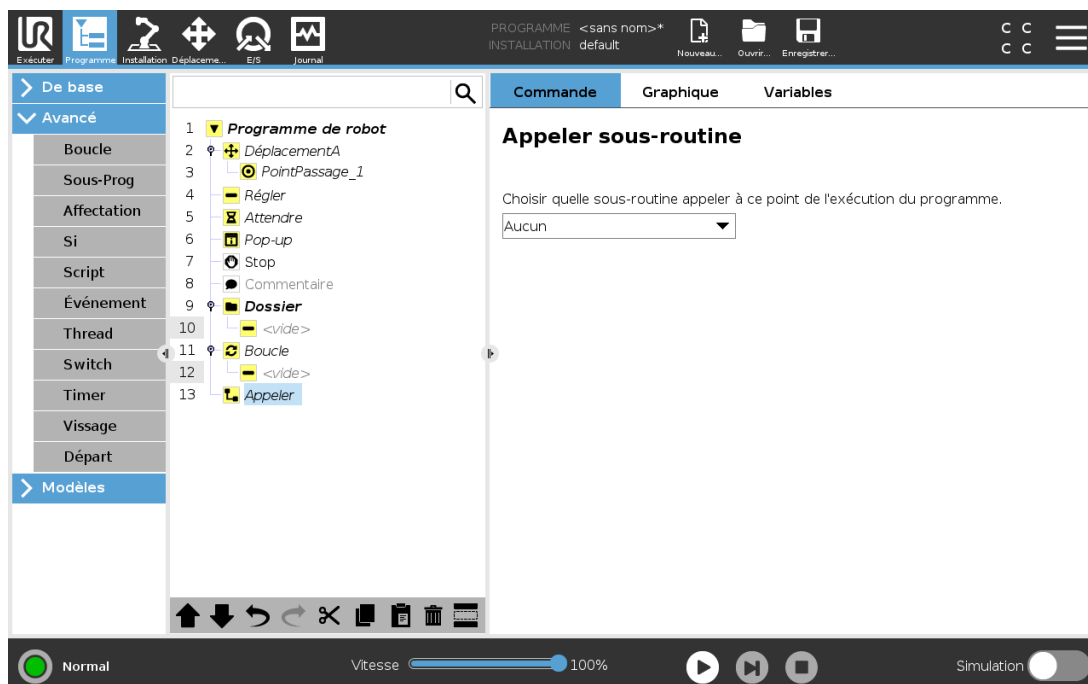 PROGRAMME <sans nom>*
INSTALLATION default
UR
Exécuter
Programme
Installation
Déplaceme...
E/S
Journal
Nouveau...
Ouvrir...
Enregistrer...
C C
C C
De base
Avancé
Boucle
Sous-Prog
Affectation
Si
Script
Événement
Thread
Switch
Timer
Vissage
Départ
Modèles
1 Programme de robot
2 DéplacementA
3 PointPassage_1
4 Régler
5 Attendre
6 Pop-up
7 Stop
8 Commentaire
9 Dossier
10 <vide>
11 Boucle
12 <vide>
13 Appeler
Commande
Graphique
Variables
Appeler sous-routine
Choisir quelle sous-routine appeler à ce point de l'exécution du programme.
Aucun
Normal
Vitesse
100%
Simulation